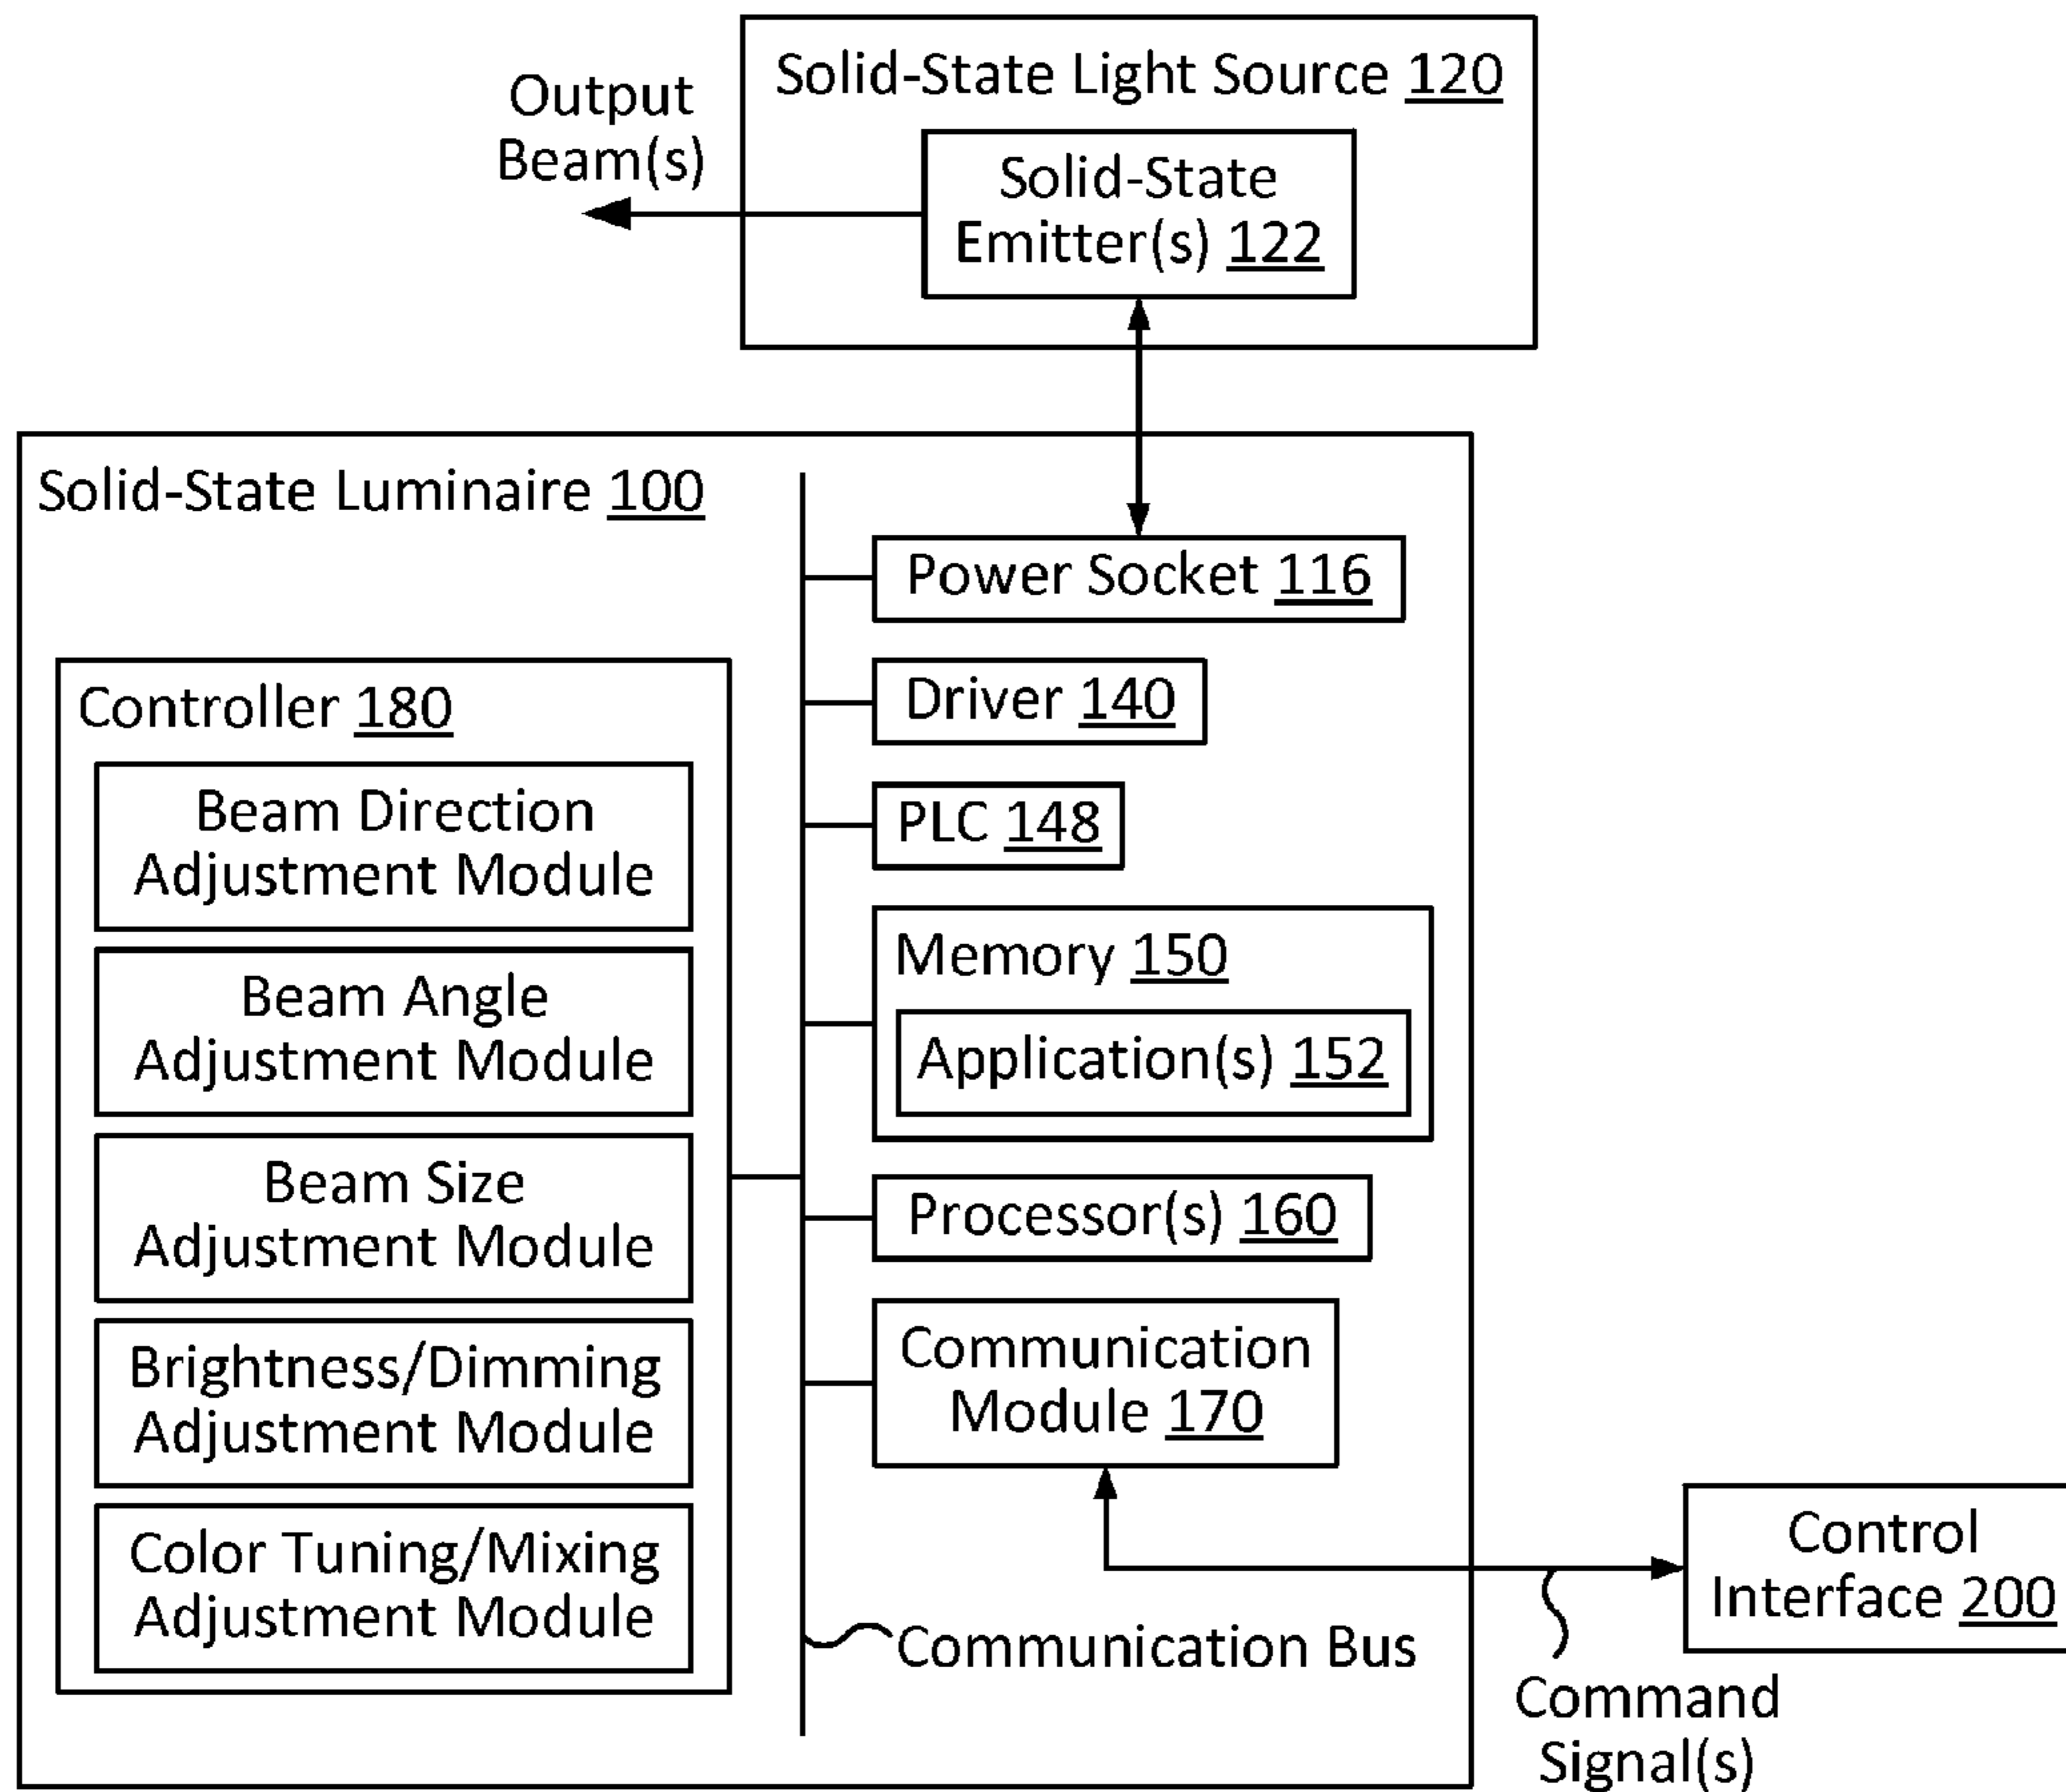 Solid-State Light Source 120
Output
Beam(s)
Solid-State
Emitter(s) 122
Solid-State Luminaire 100
Power Socket 116
Controller 180
Driver 140
Beam Direction
Adjustment Module
PLC 148
Beam Angle
Adjustment Module
Memory 150
Application(s) 152
Beam Size
Adjustment Module
Processor(s) 160
Brightness/Dimming
Adjustment Module
Communication
Module 170
Color Tuning/Mixing
Adjustment Module
Control
Interface 200
Communication Bus
Command
Signal(s)